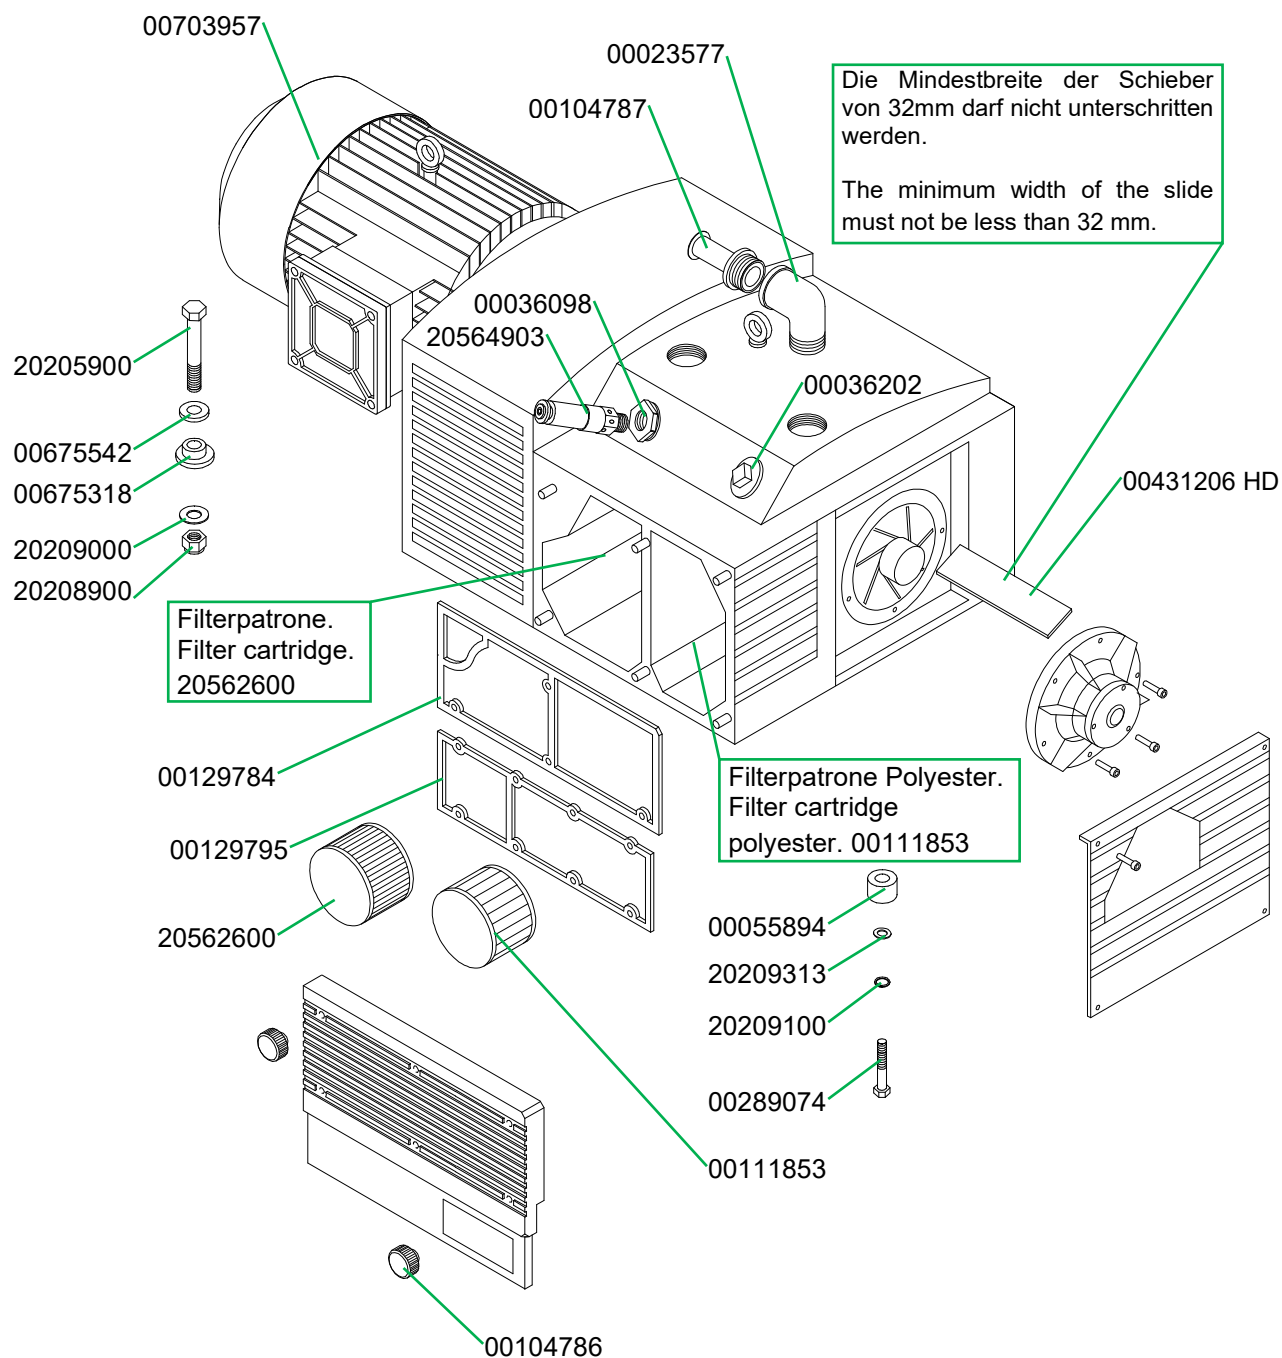 00703957
00023577
00104787
Die Mindestbreite der Schieber
von 32mm darf nicht unterschritten
werden.
The minimum width of the slide
must not be less than 32 mm.
00036098
20564903
20205900
00036202
00675542
00431206 HD
00675318
20209000
20208900
Filterpatrone.
Filter cartridge.
20562600
00129784
Filterpatrone Polyester.
Filter cartridge
polyester. 00111853
00129795
00055894
20562600
20209313
20209100
00289074
00111853
00104786